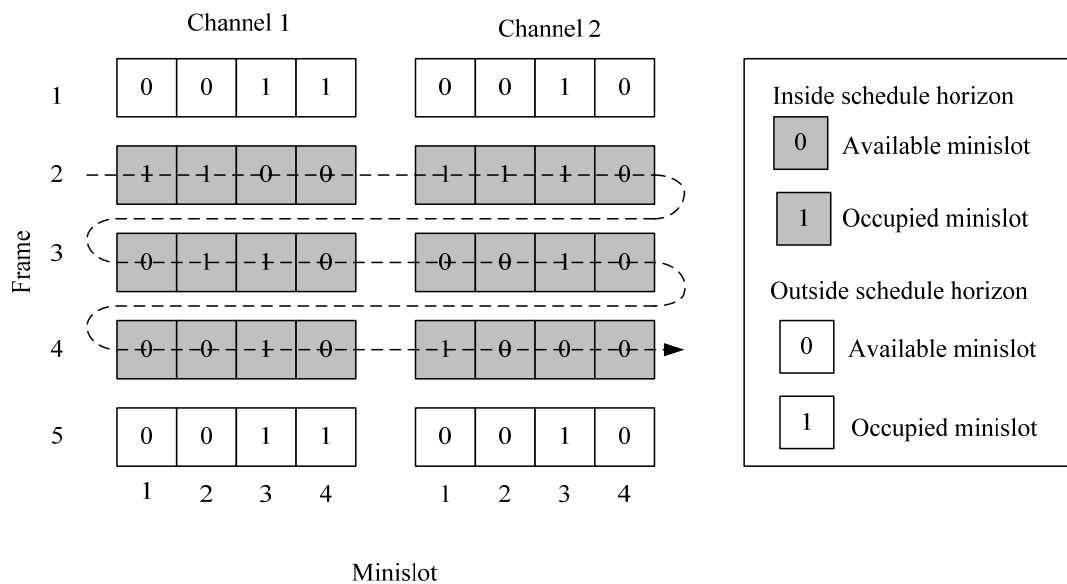 Channel 1
Channel 2
1 0 0 1 1 0 0 1 0
2 1 1 0 0 1 1 1 0
3 0 1 1 0 0 0 1 0
4 0 0 1 0 1 0 0 0
5 0 0 1 1 0 0 1 0
1 2 3 4 1 2 3 4
Frame
Minislot
Inside schedule horizon
0 Available minislot
1 Occupied minislot
Outside schedule horizon
0 Available minislot
1 Occupied minislot